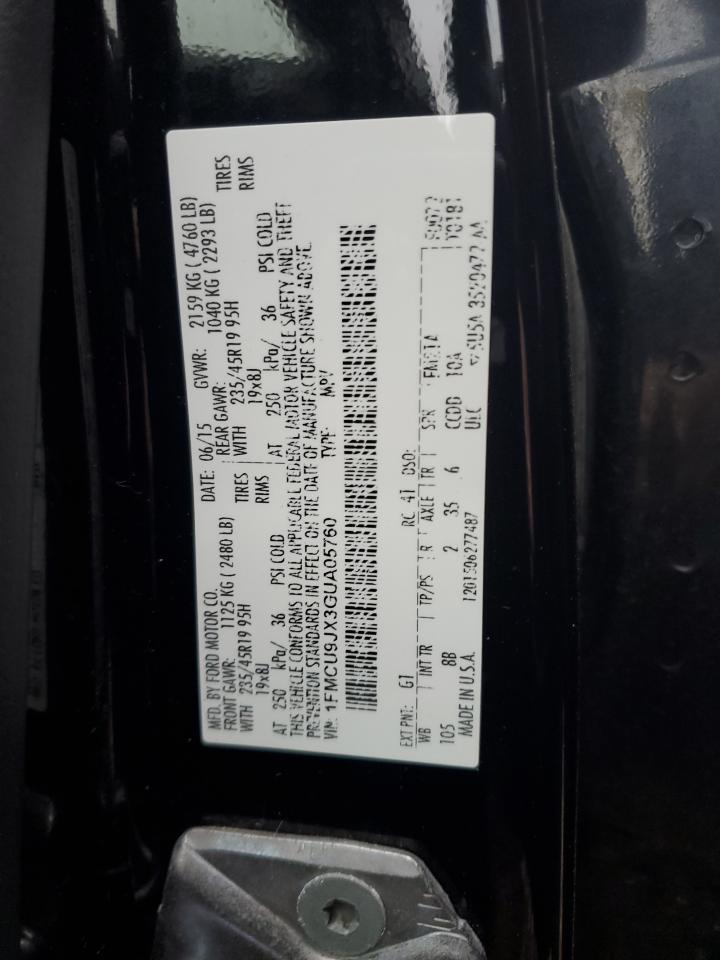 MFD. BY FORD MOTOR CO. DATE: 06/15 GVWR: 2159 KG ( 4760 LB)
FRONT GAWR: 1125 KG ( 2480 LB) REAR GAWR: 1040 KG ( 2293 LB)
WITH 235/45R19 95H TIRES WITH 235/45R19 95H TIRES
19x8J RIMS 19x8J RIMS
AT 250 kPa/ 36 PSI COLD AT 250 kPa/ 36 PSI COLD
THIS VEHICLE CONFORMS TO ALL APPLICABLE FEDERAL MOTOR VEHICLE SAFETY AND THEFT
PREVENTION STANDARDS IN EFFECT ON THE DATE OF MANUFACTURE SHOWN ABOVE.
VIN: 1FMCU9JX3GUA05760 TYPE: MPV
EXT PNT: G1 RC: 41 DSO:
WB INT TR TP/PS R AXLE TR SPR
105 BB 2 35 6 CCDD 10A
MADE IN U.S.A. 1201506277487 ULC
Y0181